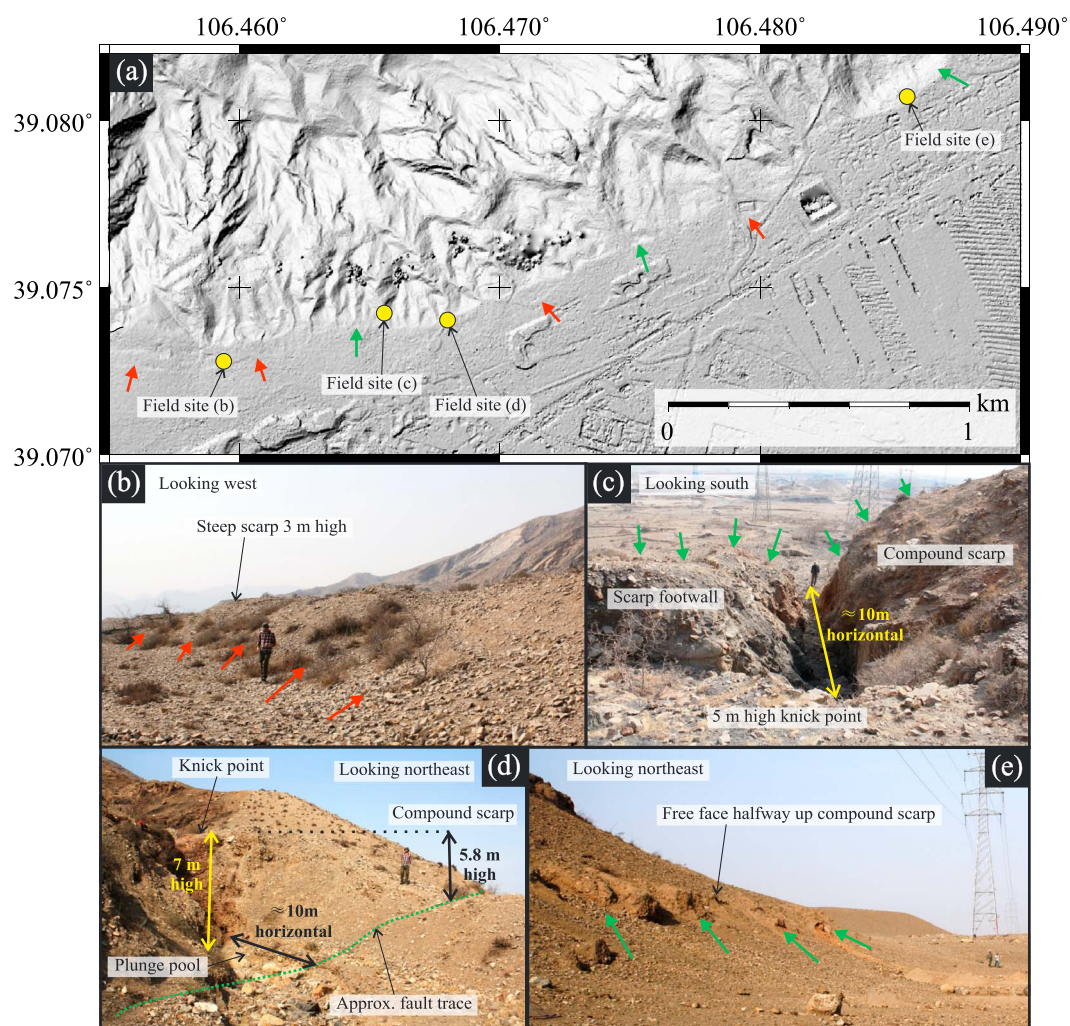 106.460°
106.470°
106.480°
106.490°
(a)
39.080°
39.075°
39.070°
Field site (e)
Field site (c)
Field site (b)
Field site (d)
km
0
1
(b)
Looking west
Steep scarp 3 m high
(c)
Looking south
Compound scarp
Scarp footwall
≈10m
horizontal
5 m high knick point
(d)
Knick point
Looking northeast
Compound scarp
7 m
high
5.8 m
high
≈10m
horizontal
Plunge pool
Approx. fault trace
(e)
Looking northeast
Free face halfway up compound scarp